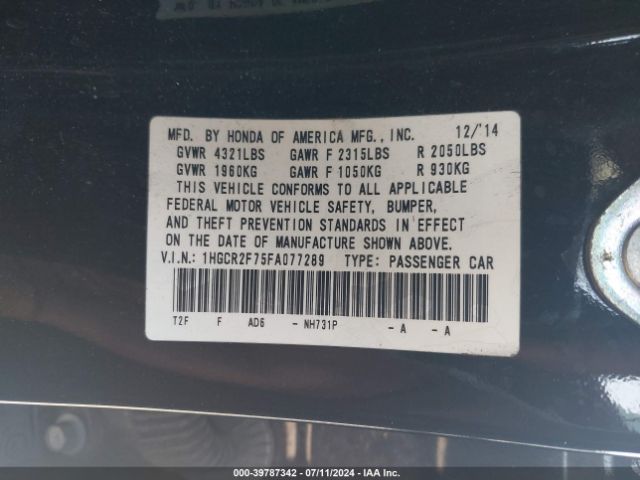 MFD. BY HONDA OF AMERICA MFG., INC. 12/'14
GVWR 4321LBS GAWR F 2315LBS R 2050LBS
GVWR 1960KG GAWR F 1050KG R 930KG
THIS VEHICLE CONFORMS TO ALL APPLICABLE
FEDERAL MOTOR VEHICLE SAFETY, BUMPER,
AND THEFT PREVENTION STANDARDS IN EFFECT
ON THE DATE OF MANUFACTURE SHOWN ABOVE.
V.I.N.: 1HGCR2F75FA077289 TYPE: PASSENGER CAR
T2F F AD6 - NH731P - A - A
000-39787342 / 07/11/2024 / IAA Inc.